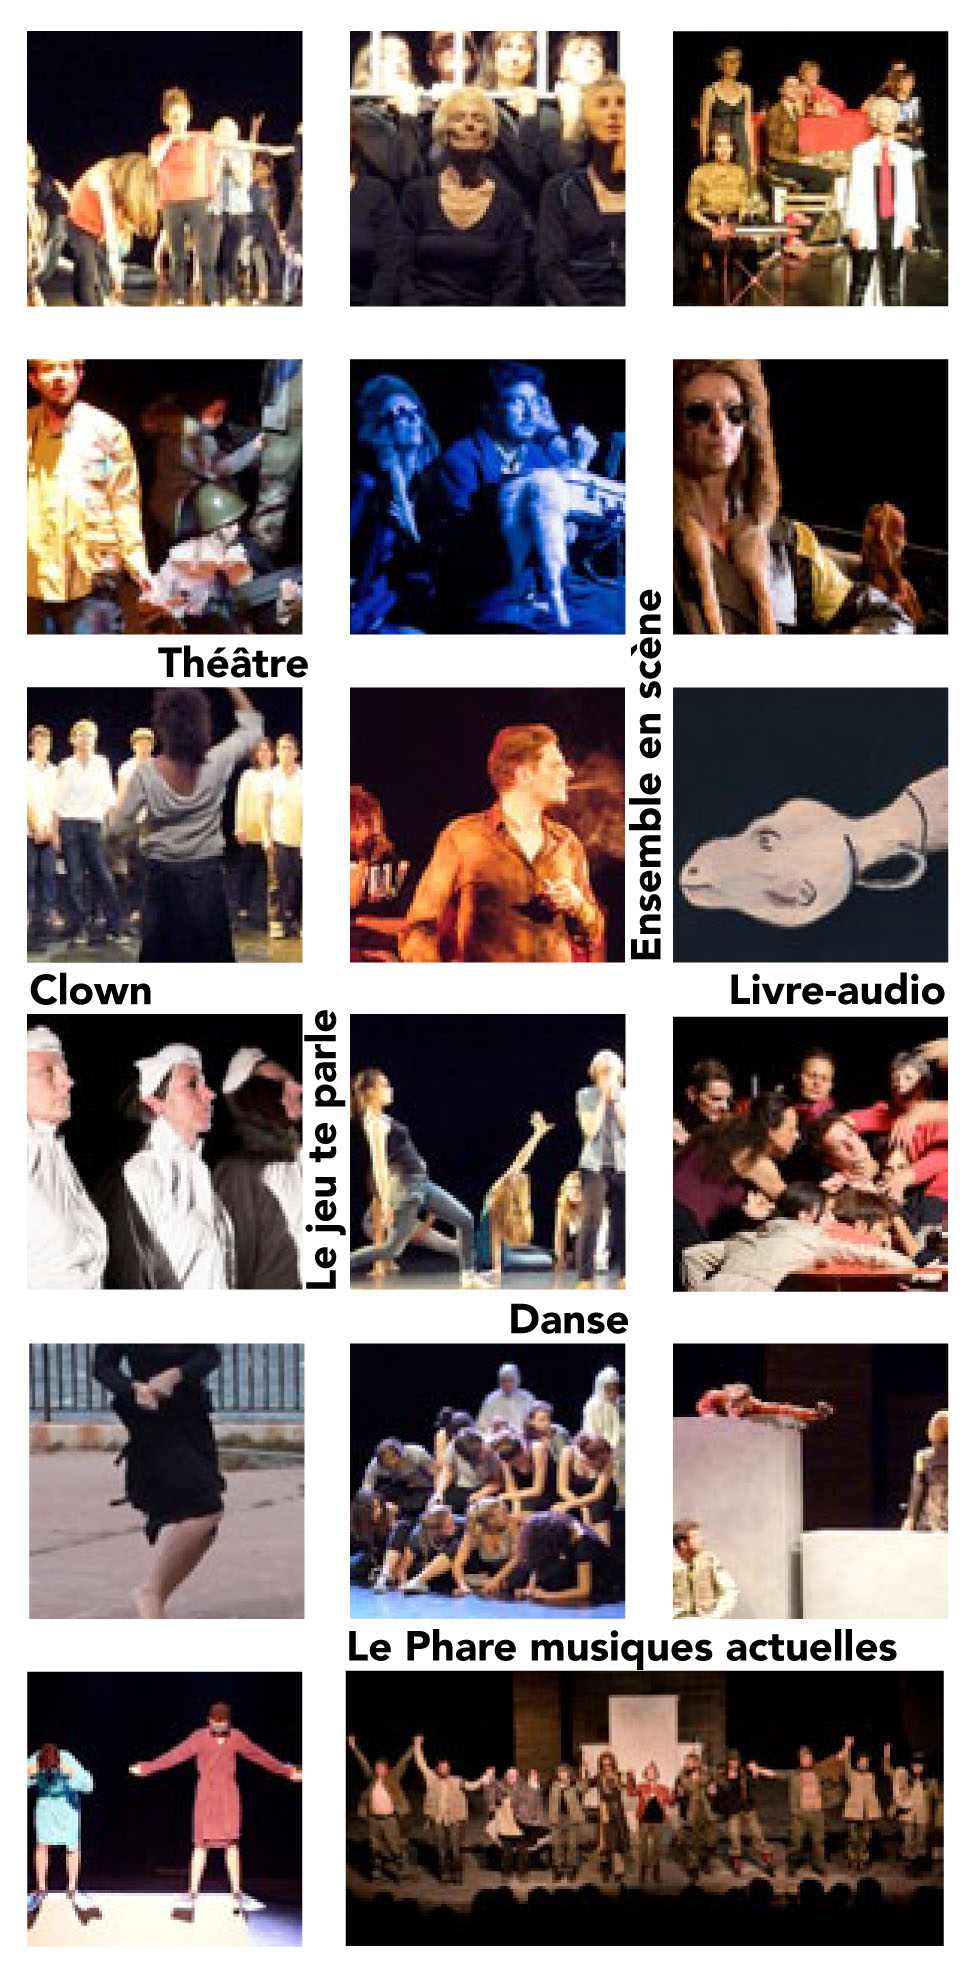 Théâtre
Ensemble en scène
Clown
Livre-audio
Le jeu te parle
Danse
Le Phare musiques actuelles